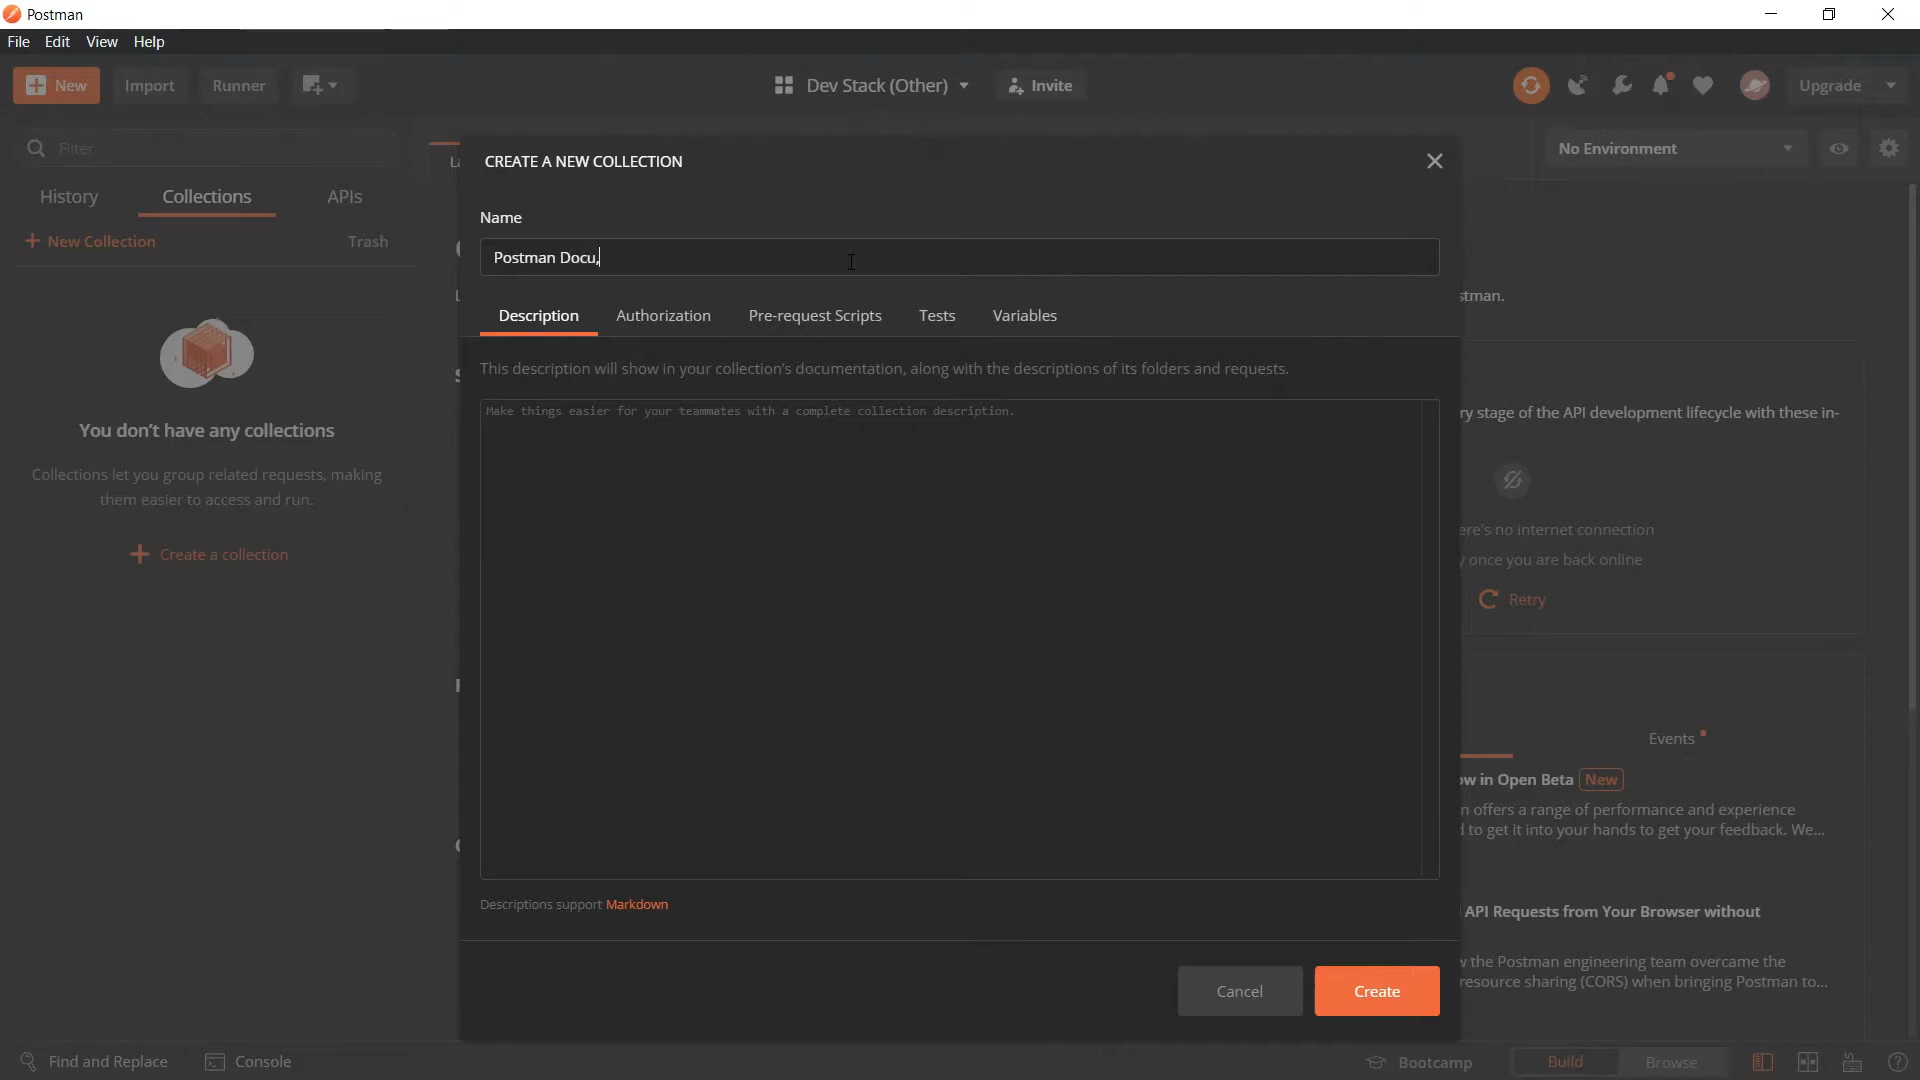 Postman
File Edit View Help
New Import Runner Dev Stack (Other) Invite Upgrade
Filter
CREATE A NEW COLLECTION
No Environment
History Collections APIs
Name
New Collection Trash
Postman Docu,
stman.
Description Authorization Pre-request Scripts Tests Variables
This description will show in your collection's documentation, along with the descriptions of its folders and requests.
Make things easier for your teammates with a complete collection description.
ry stage of the API development lifecycle with these in-
You don't have any collections
Collections let you group related requests, making
them easier to access and run.
ere's no internet connection
Create a collection
y once you are back online
Retry
Events
ow in Open Beta New
n offers a range of performance and experience
d to get it into your hands to get your feedback. We...
Descriptions support Markdown
API Requests from Your Browser without
w the Postman engineering team overcame the
resource sharing (CORS) when bringing Postman to...
Cancel Create
Find and Replace Console Bootcamp Build Browse